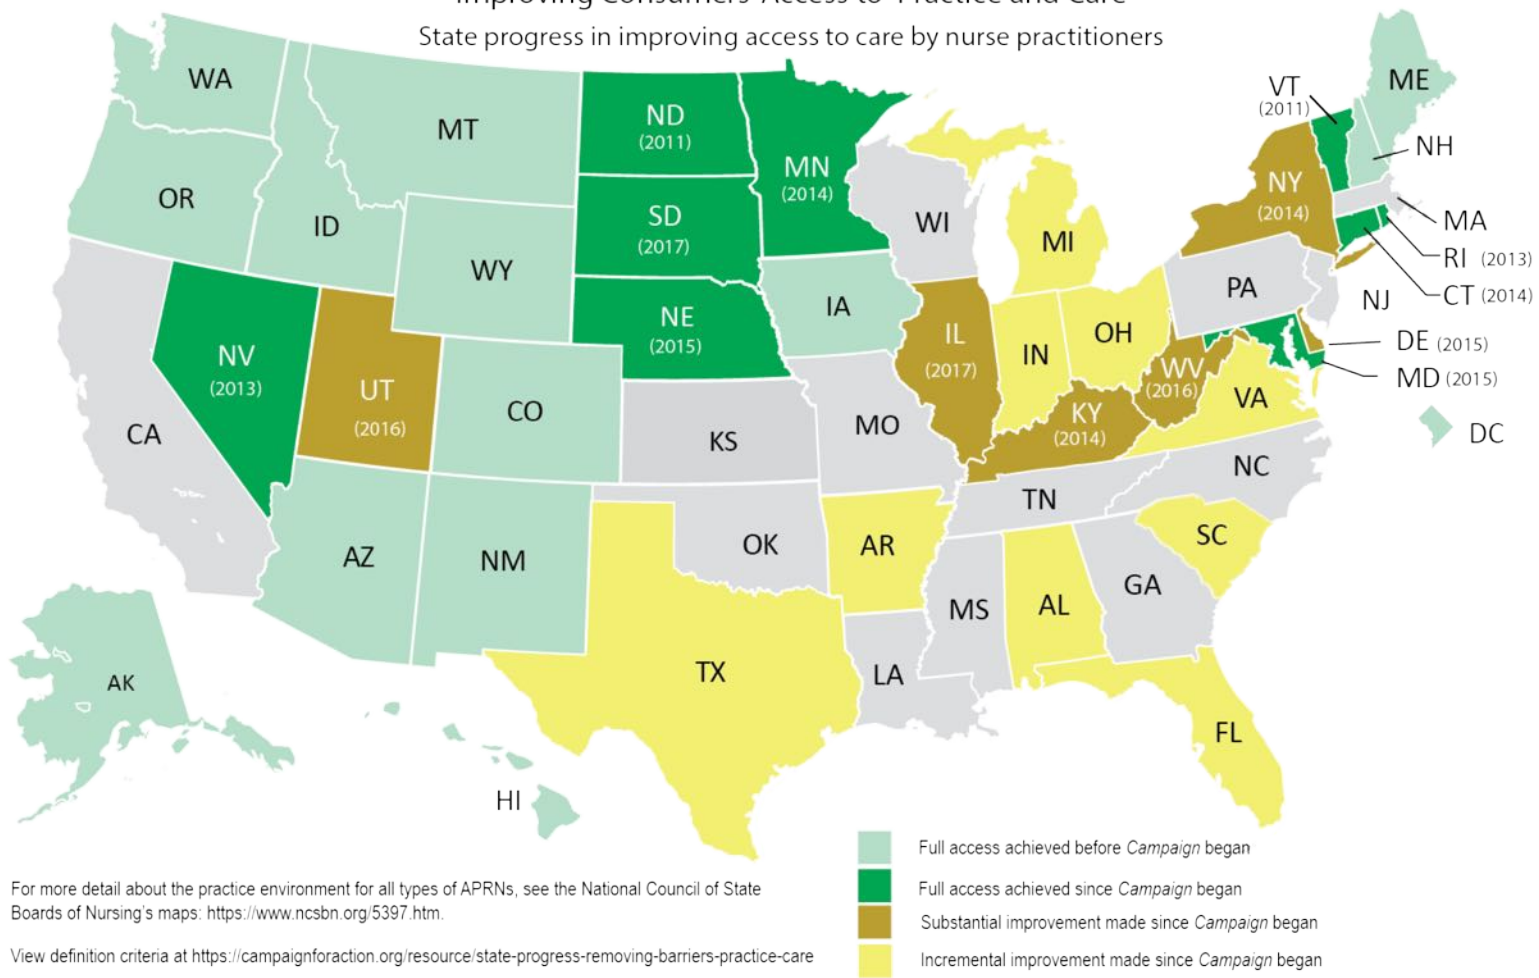 Improving Consumers' Access to Practice and Care
State progress in improving access to care by nurse practitioners
WA
MT
ND
(2011)
MN
(2014)
VT
(2011)
ME
NH
OR
ID
SD
(2017)
WI
MI
NY
(2014)
MA
RI (2013)
CT (2014)
WY
NE
(2015)
IA
PA
NJ
NV
(2013)
UT
(2016)
IL
(2017)
IN
OH
DE (2015)
MD (2015)
WV
(2016)
VA
DC
CA
CO
KS
MO
KY
(2014)
NC
TN
AZ
NM
OK
AR
SC
MS
AL
GA
AK
TX
LA
FL
HI
Full access achieved before Campaign began
Full access achieved since Campaign began
Substantial improvement made since Campaign began
Incremental improvement made since Campaign began
For more detail about the practice environment for all types of APRNs, see the National Council of State
Boards of Nursing's maps: https://www.ncsbn.org/5397.htm.
View definition criteria at https://campaignforaction.org/resource/state-progress-removing-barriers-practice-care